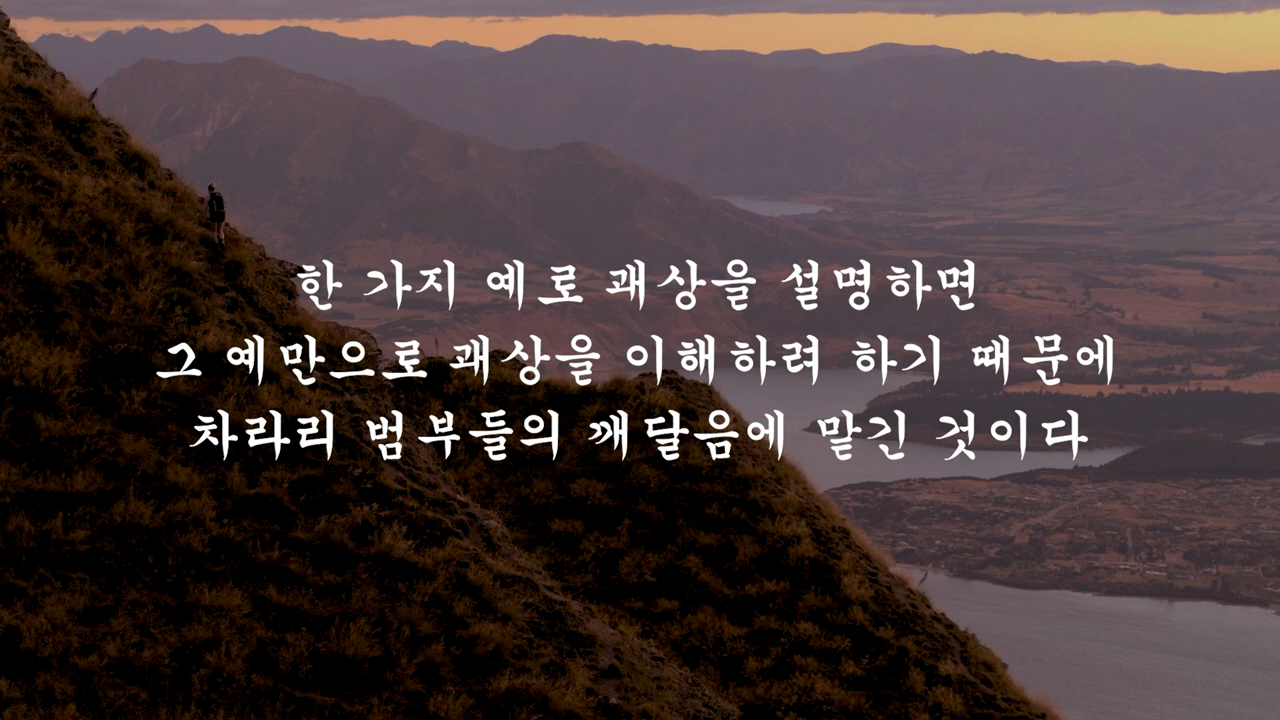 한 가지 예로 괘상을 설명하면
그 예만으로 괘상을 이해하려 하기 때문에
차라리 범부들의 깨달음에 맡긴 것이다